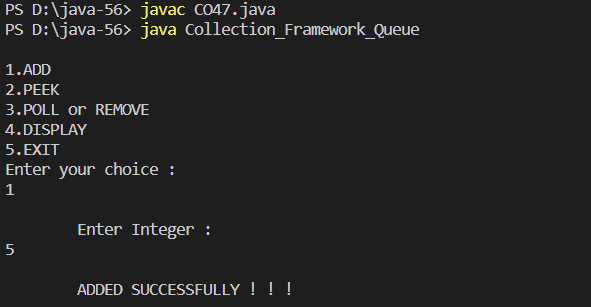 PS D:\java-56> javac CO47.java
PS D:\java-56> java Collection_Framework_Queue
1.ADD
2.PEEK
3.POLL or REMOVE
4.DISPLAY
5.EXIT
Enter your choice :
1
Enter Integer :
5
ADDED SUCCESSFULLY ! ! !